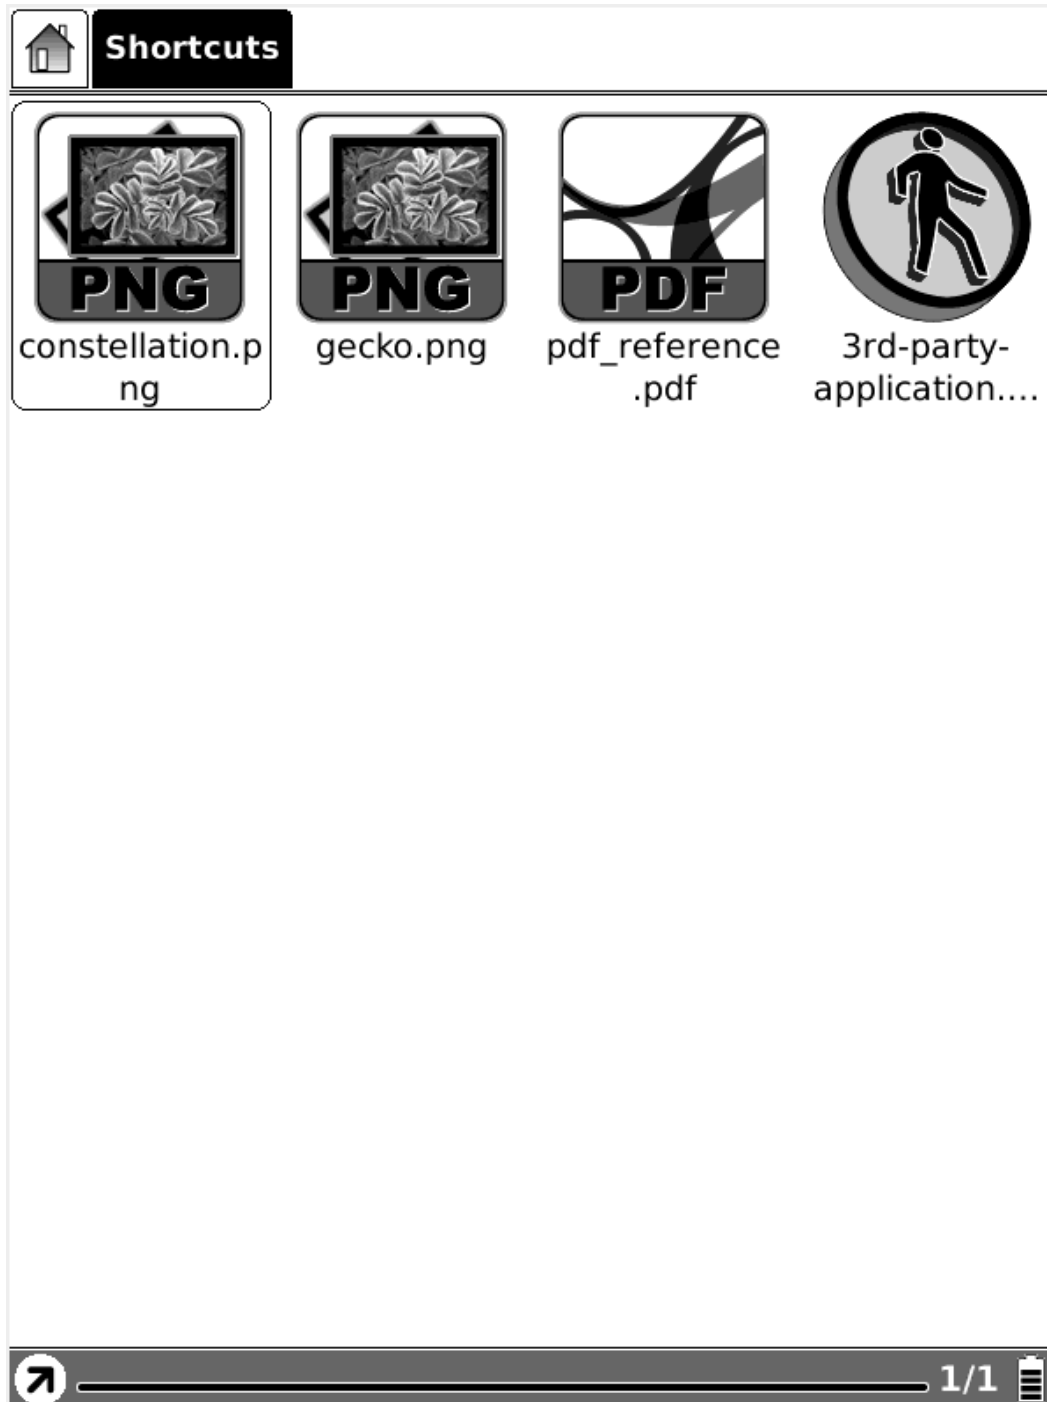 Shortcuts
PNG
PNG
PDF
constellation.p
ng
gecko.png
pdf_reference
.pdf
3rd-party-
application....
1/1